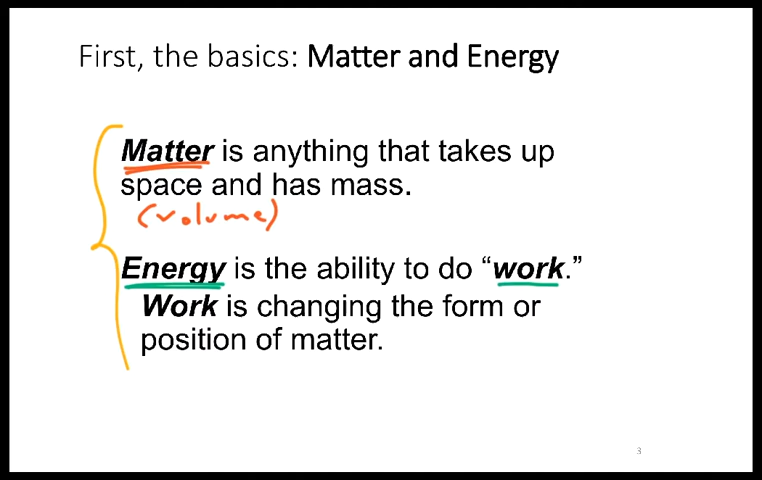 First, the basics: Matter and Energy
Matter is anything that takes up
space and has mass.
(volume)
Energy is the ability to do “work.”
Work is changing the form or
position of matter.
3